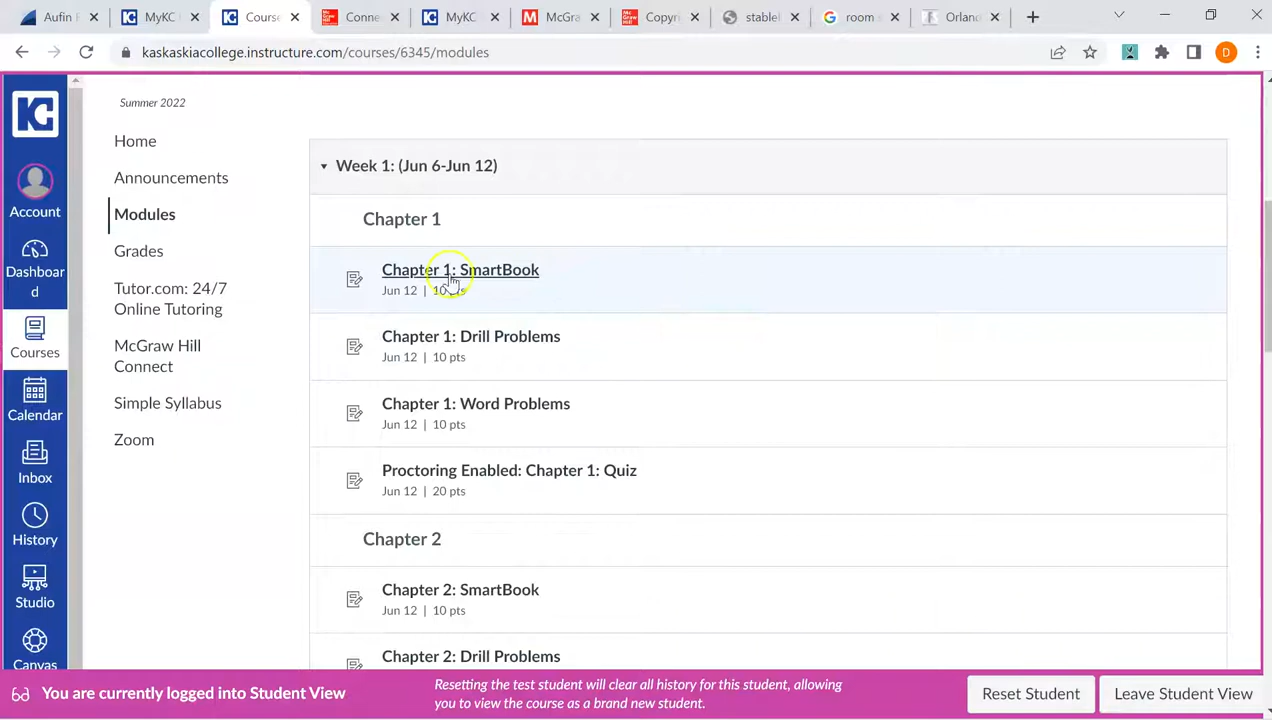 Aufin F
MyKC
Course
Conne
MyKC
McGra
Copyri
stablel
room s
Orland
kaskaskiacollege.instructure.com/courses/6345/modules
D
KC
Account
Dashboar
d
Courses
Calendar
Inbox
History
Studio
Canvas
Summer 2022
Home
Announcements
Modules
Grades
Tutor.com: 24/7
Online Tutoring
McGraw Hill
Connect
Simple Syllabus
Zoom
Week 1: (Jun 6-Jun 12)
Chapter 1
Chapter 1: SmartBook
Jun 12 | 10 pts
Chapter 1: Drill Problems
Jun 12 | 10 pts
Chapter 1: Word Problems
Jun 12 | 10 pts
Proctoring Enabled: Chapter 1: Quiz
Jun 12 | 20 pts
Chapter 2
Chapter 2: SmartBook
Jun 12 | 10 pts
Chapter 2: Drill Problems
You are currently logged into Student View
Resetting the test student will clear all history for this student, allowing
you to view the course as a brand new student.
Reset Student
Leave Student View